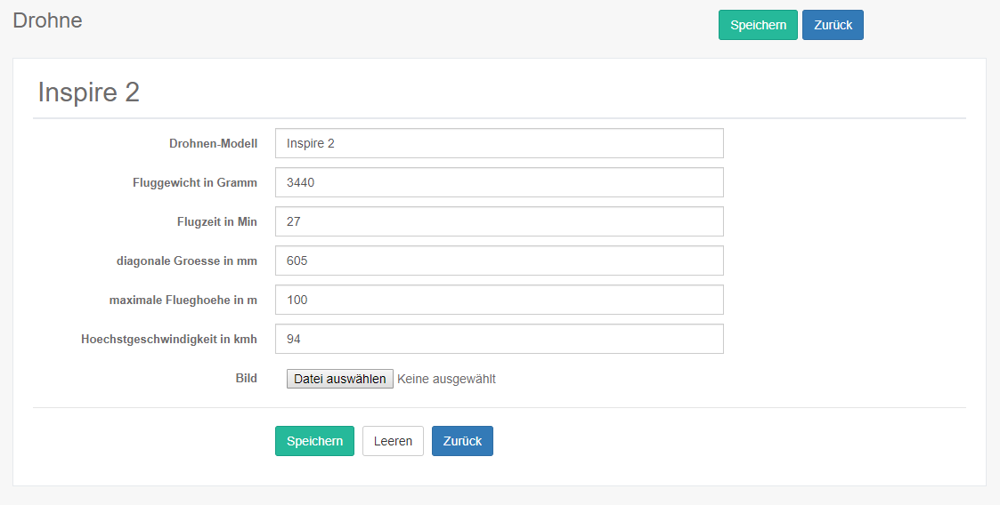 Drohne
Speichern Zurück
Inspire 2
Drohnen-Modell Inspire 2
Fluggewicht in Gramm 3440
Flugzeit in Min 27
diagonale Groesse in mm 605
maximale Flueghoehe in m 100
Hoechstgeschwindigkeit in kmh 94
Bild Datei auswählen Keine ausgewählt
Speichern Leeren Zurück